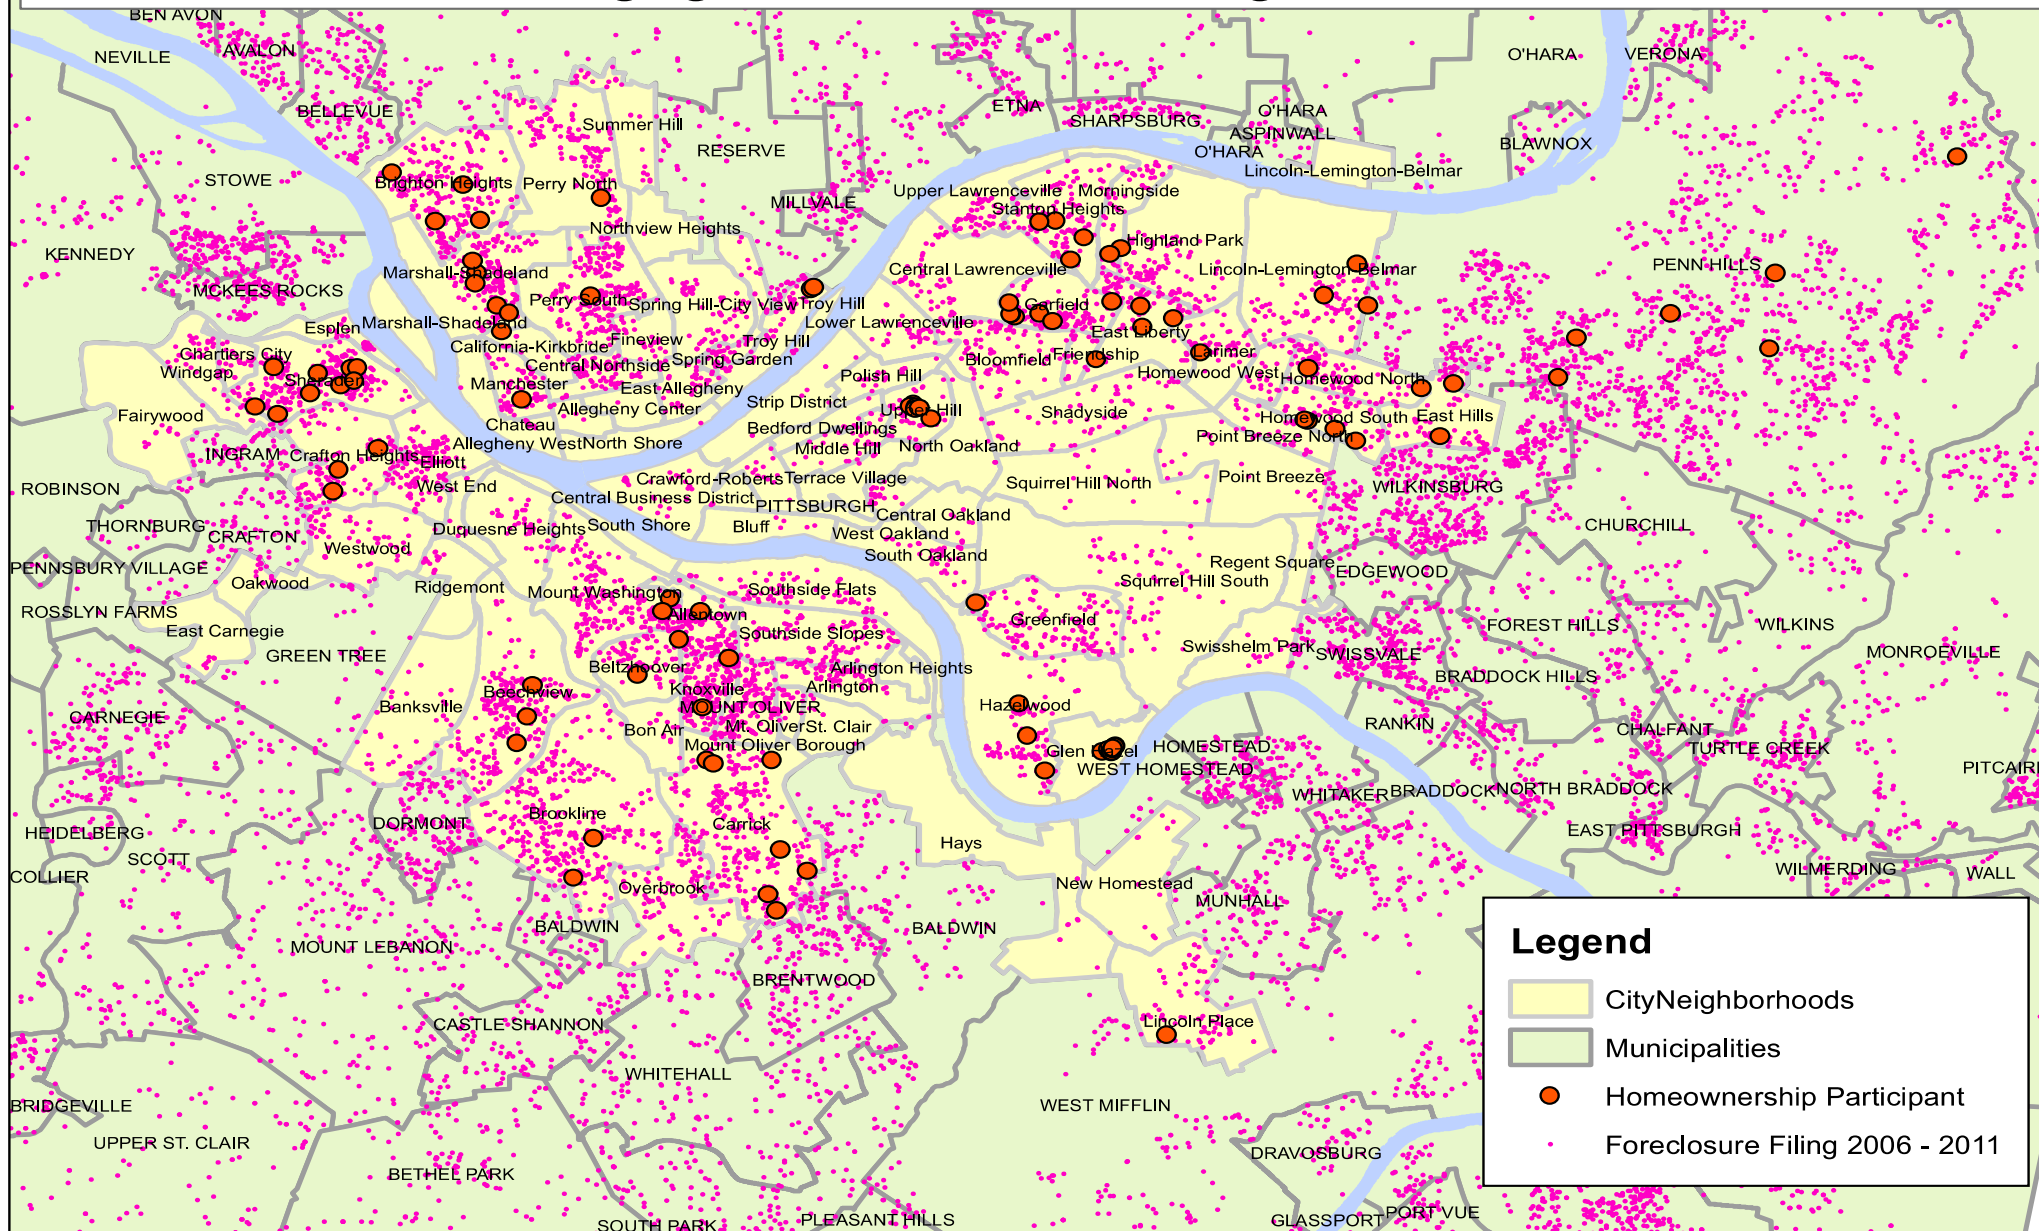 BEN AVON
NEVILLE
AVALON
O'HARA
VERONA
BELLEVUE
ETNA
SHARPSBURG
O'HARA
ASPINWALL
O'HARA
BLAWNOX
Summer Hill
RESERVE
STOWE
Brighton Heights
Perry North
MILLVALE
Upper Lawrenceville
Morningside
Lincoln-Lemington-Belmar
Stanton Heights
Northview Heights
KENNEDY
Highland Park
MCKEES ROCKS
Marshall-Shadeland
Central Lawrenceville
Lincoln-Lemington-Belmar
PENN HILLS
Perry South
Spring Hill-City View
Troy Hill
Garfield
Esplen
Marshall-Shadeland
Lower Lawrenceville
East Liberty
California-Kirkbride
Fineview
Troy Hill
Chartiers City
Windgap
Central Northside
Spring Garden
Bloomfield
Friendship
Larimer
Sheraden
Manchester
East Allegheny
Polish Hill
Homewood West
Homewood North
Fairywood
Chateau
Allegheny Center
Strip District
Upper Hill
Shadyside
Homewood South
East Hills
Allegheny West
North Shore
Bedford Dwellings
Middle Hill
North Oakland
Point Breeze North
INGRAM
Crafton Heights
Elliott
West End
Crawford-Roberts
Terrace Village
Squirrel Hill North
Point Breeze
WILKINSBURG
ROBINSON
Central Business District
PITTSBURGH
Central Oakland
THORNBURG
CRAFTON
Duquesne Heights
South Shore
Bluff
West Oakland
CHURCHILL
Westwood
South Oakland
PENNSBURY VILLAGE
Oakwood
Ridgemont
Mount Washington
Southside Flats
Regent Square
EDGEWOOD
Squirrel Hill South
ROSSLYN FARMS
East Carnegie
Allentown
Greenfield
FOREST HILLS
WILKINS
GREEN TREE
Southside Slopes
Swisshelm Park
SWISSVALE
MONROEVILLE
Beltzhoover
Arlington Heights
Arlington
BRADDOCK HILLS
Beechview
Knoxville
CARNEGIE
Banksville
MOUNT OLIVER
Hazelwood
RANKIN
CHALFANT
Bon Air
Mt. Oliver
St. Clair
Mount Oliver Borough
Glen Hazel
HOMESTEAD
TURTLE CREEK
WEST HOMESTEAD
WHITAKER
BRADDOCK
NORTH BRADDOCK
HEIDELBERG
DORMONT
Brookline
Carrick
EAST PITTSBURGH
SCOTT
Hays
COLLIER
Overbrook
New Homestead
WILMERDING
WALL
MUNHALL
BALDWIN
BALDWIN
MOUNT LEBANON
BRENTWOOD
CASTLE SHANNON
Lincoln Place
WHITEHALL
BRIDGEVILLE
WEST MIFFLIN
UPPER ST. CLAIR
BETHEL PARK
DRAVOSBURG
SOUTH PARK
PLEASANT HILLS
GLASSPORT
PORT VUE
Legend
CityNeighborhoods
Municipalities
Homeownership Participant
Foreclosure Filing 2006 - 2011